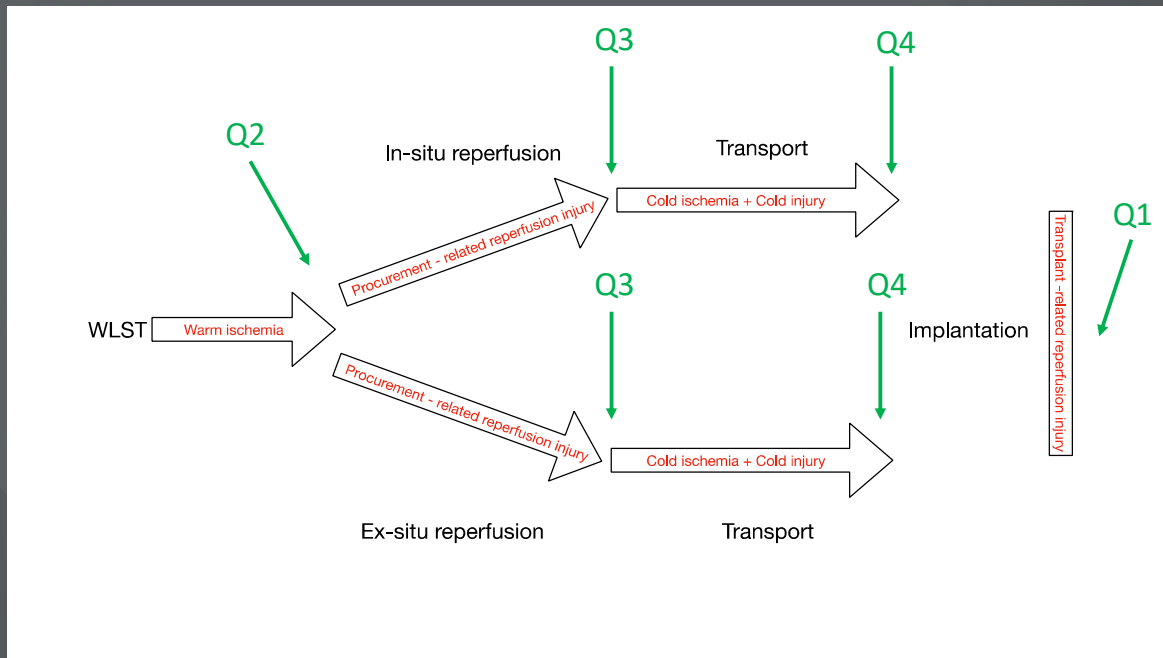 Q3
Q4
Q2
In-situ reperfusion
Transport
Procurement - related reperfusion injury
Cold ischemia + Cold injury
Q1
Transplant -related reperfusion injury
Q3
Q4
WLST
Warm ischemia
Implantation
Procurement - related reperfusion injury
Cold ischemia + Cold injury
Ex-situ reperfusion
Transport